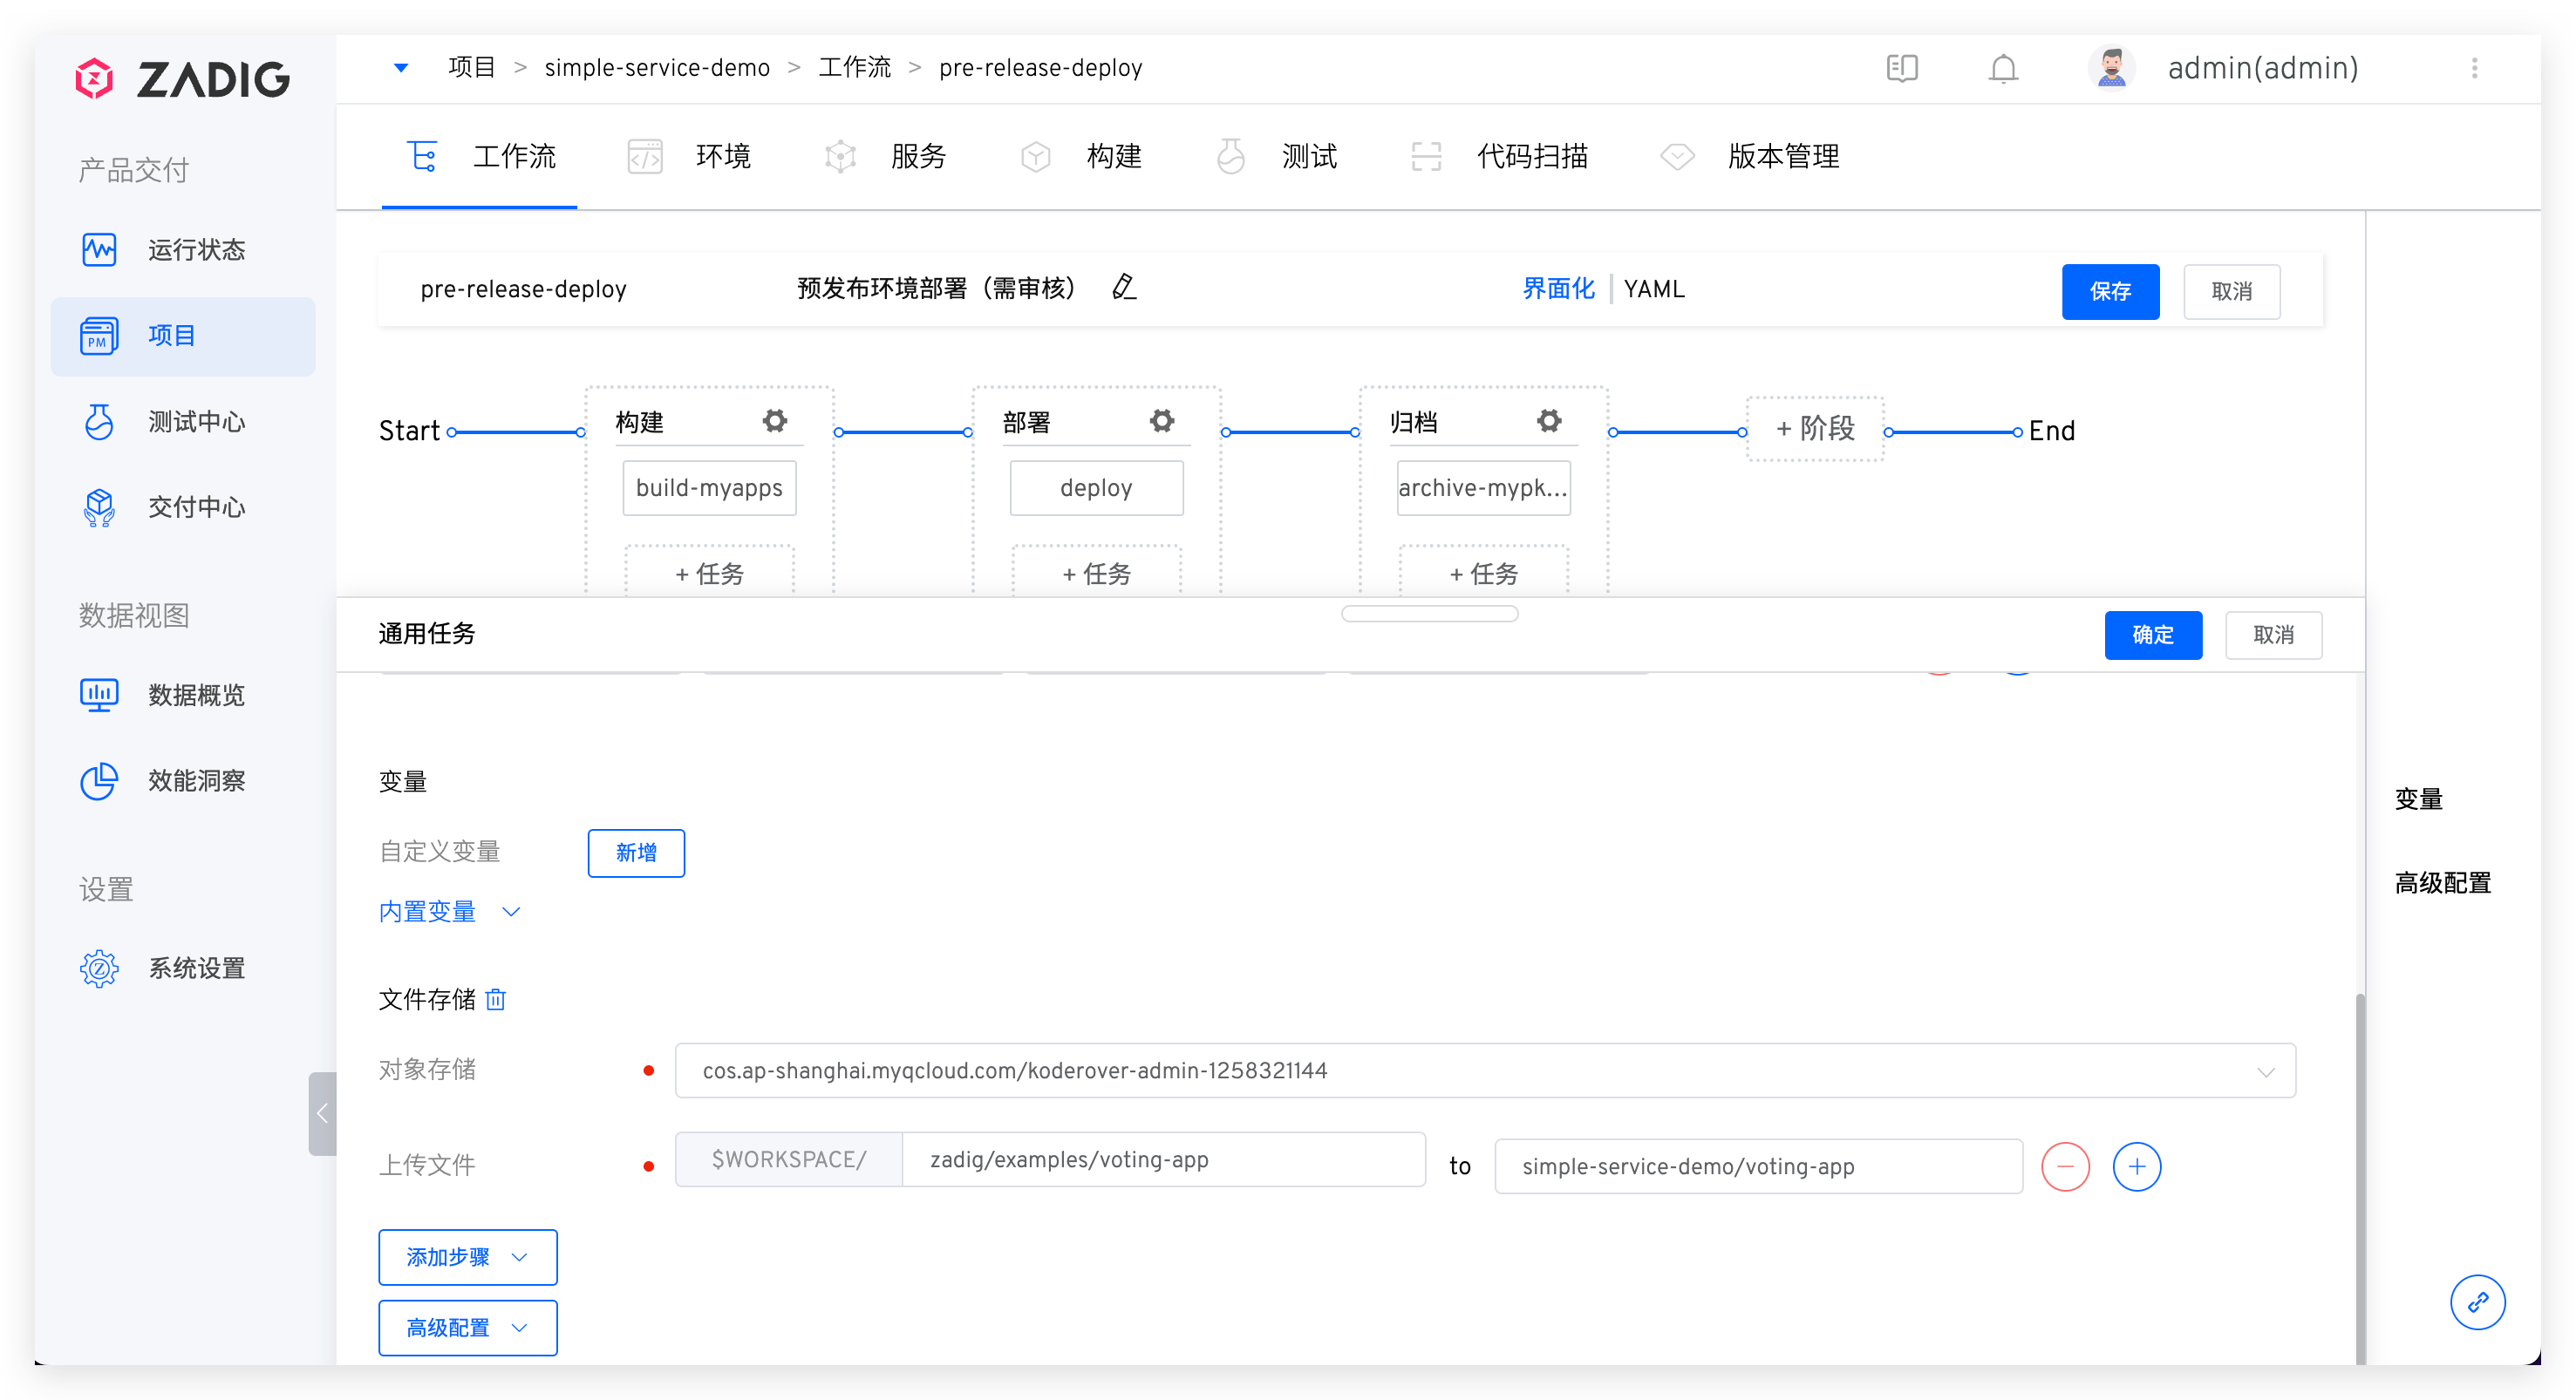 ZADIG
产品交付
运行状态
PM
项目
测试中心
交付中心
数据视图
数据概览
效能洞察
设置
系统设置
项目 > simple-service-demo > 工作流 > pre-release-deploy
admin(admin)
工作流 环境 服务 构建 测试 代码扫描 版本管理
pre-release-deploy 预发布环境部署（需审核） 界面化 YAML 保存 取消
Start 构建 部署 归档 + 阶段 End
build-myapps deploy archive-mypk...
+ 任务 + 任务 + 任务
通用任务 确定 取消
变量
自定义变量 新增
内置变量
文件存储
对象存储 cos.ap-shanghai.myqcloud.com/koderover-admin-1258321144
上传文件 $WORKSPACE/ zadig/examples/voting-app to simple-service-demo/voting-app
添加步骤
高级配置
变量
高级配置